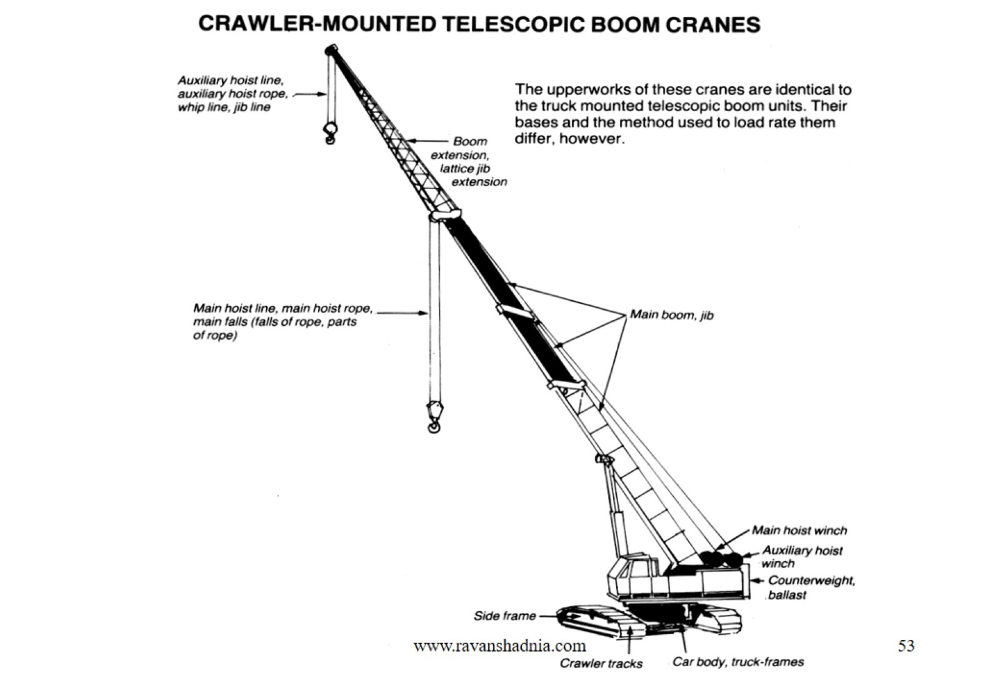 CRAWLER-MOUNTED TELESCOPIC BOOM CRANES
Auxiliary hoist line,
auxiliary hoist rope,
whip line, jib line
The upperworks of these cranes are identical to
the truck mounted telescopic boom units. Their
bases and the method used to load rate them
differ, however.
Boom
extension,
lattice jib
extension
Main hoist line, main hoist rope,
main falls (falls of rope, parts
of rope)
Main boom, jib
Main hoist winch
Auxiliary hoist
winch
Counterweight,
ballast
Side frame
www.ravanshadnia.com
53
Crawler tracks
Car body, truck-frames